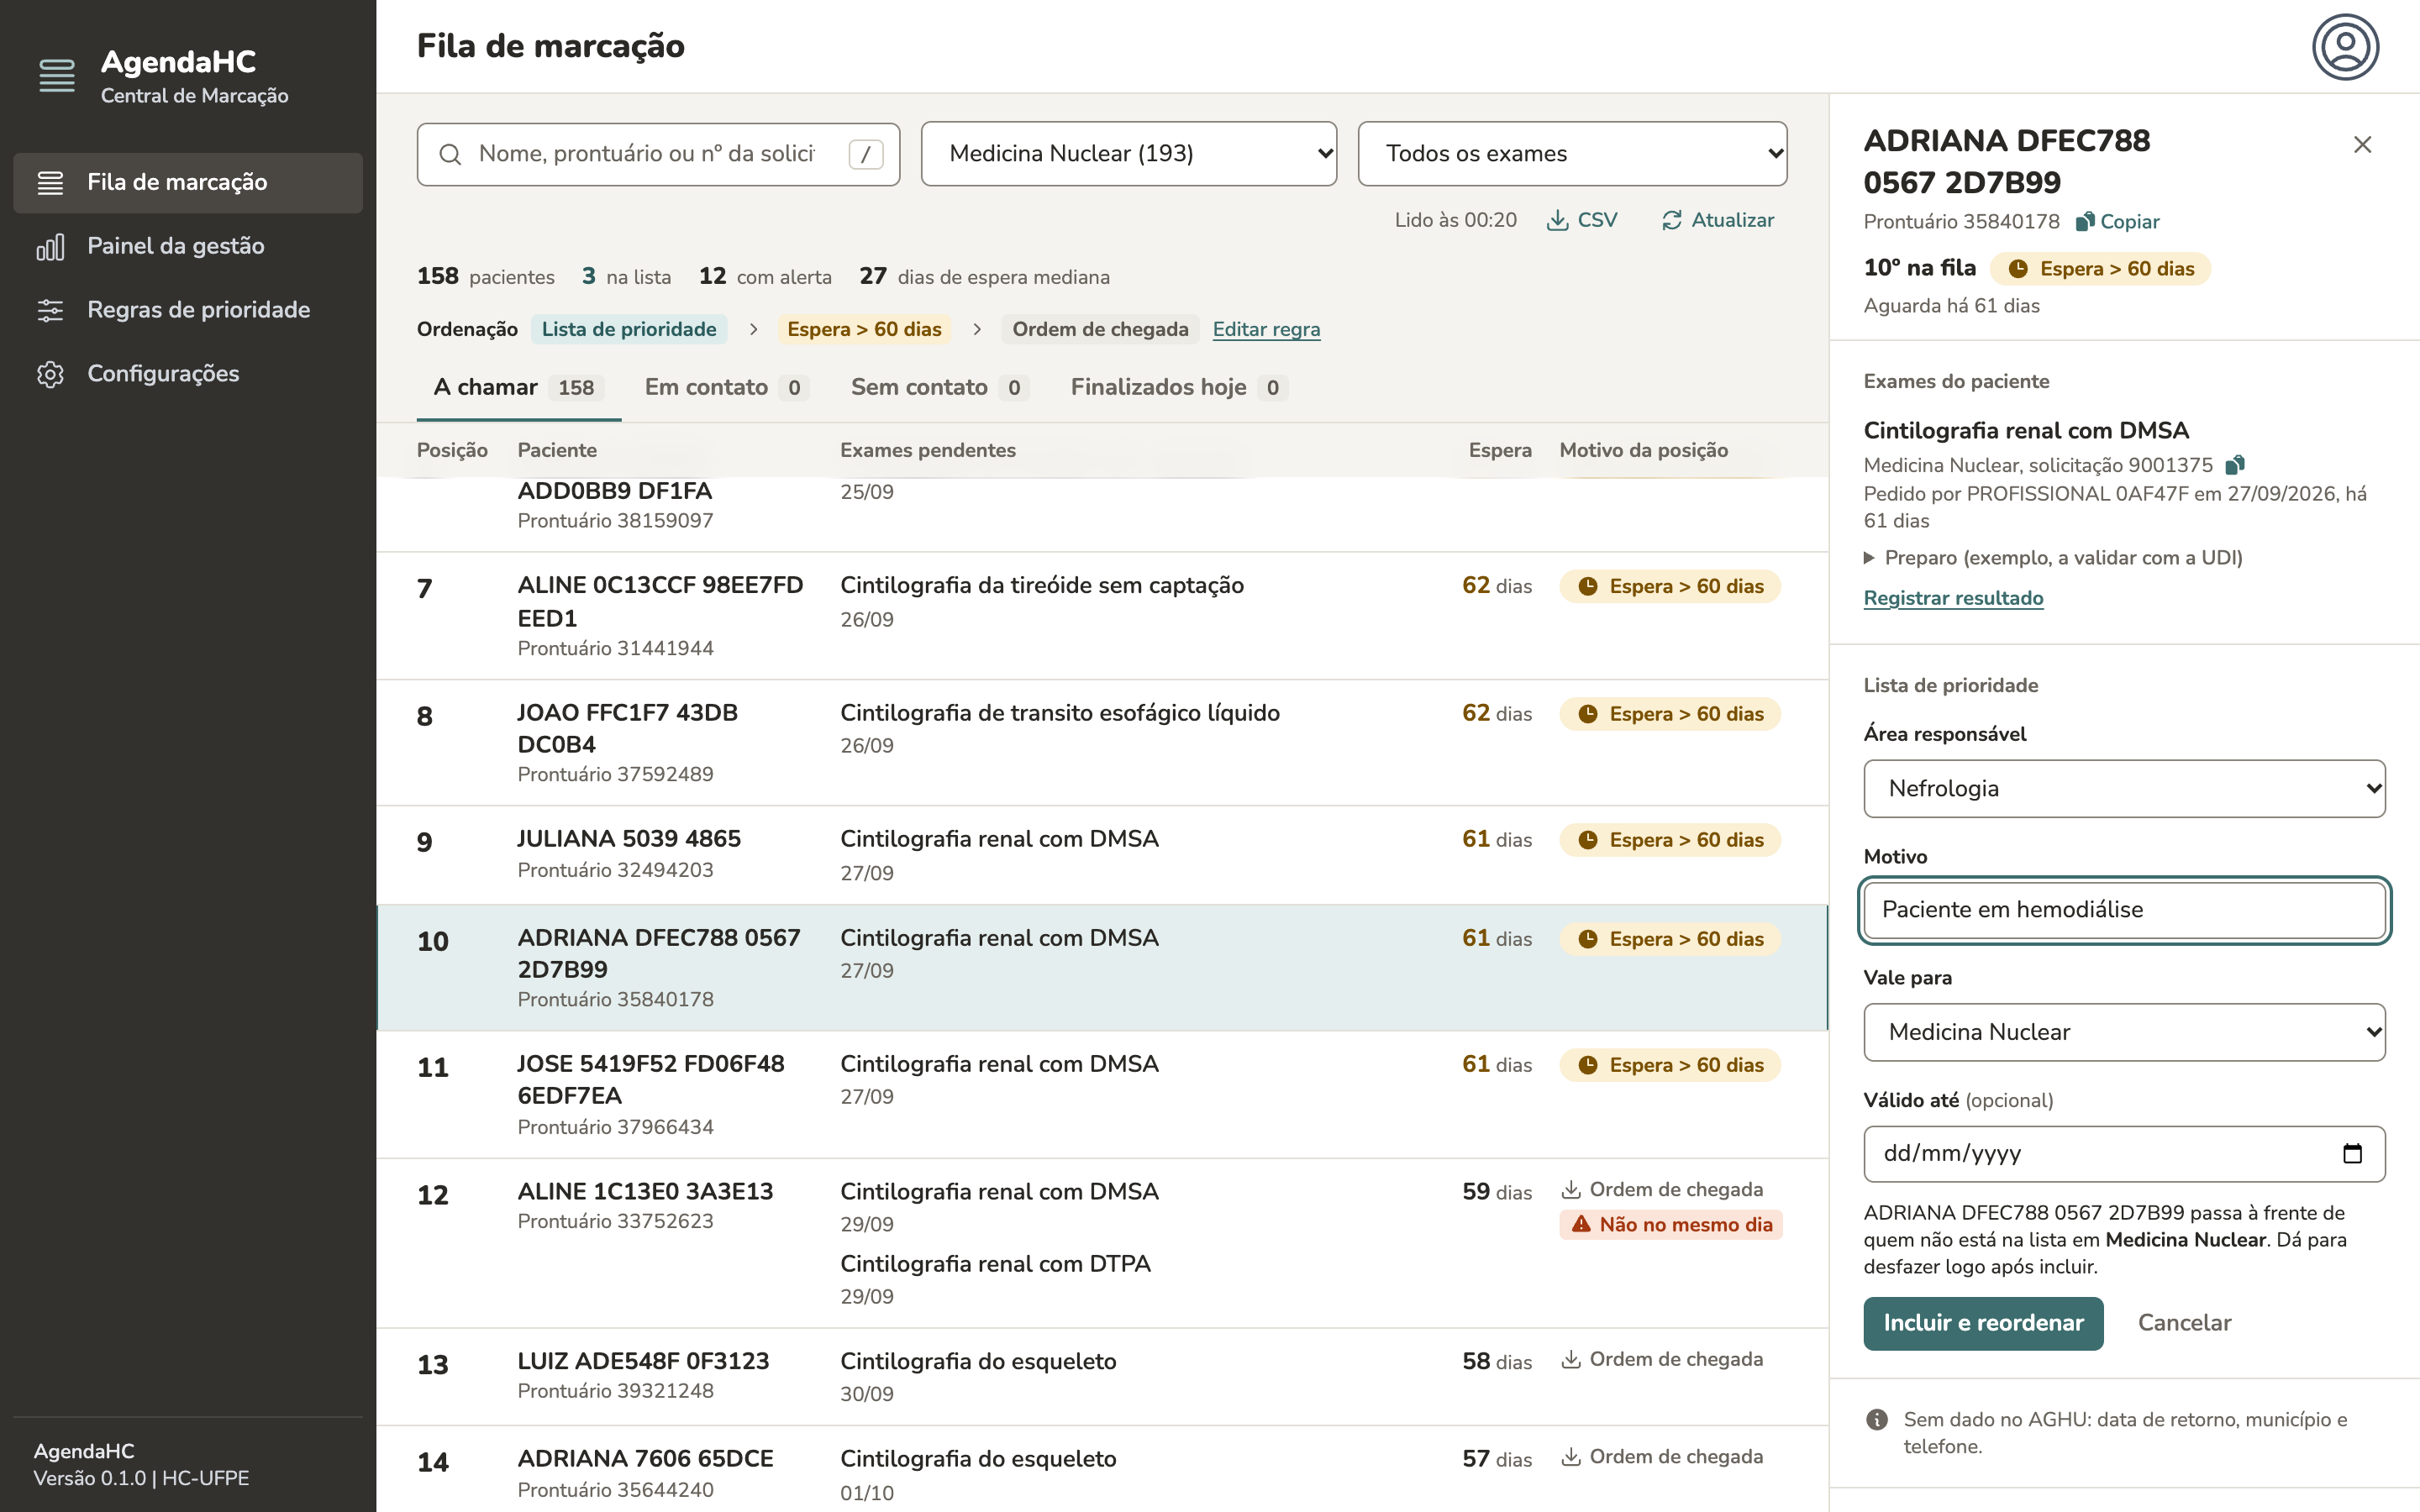 AgendaHC
Central de Marcação
Fila de marcação
Painel da gestão
Regras de prioridade
Configurações
AgendaHC
Versão 0.1.0 | HC-UFPE
Fila de marcação
Nome, prontuário ou nº da solici
/
Medicina Nuclear (193)
Todos os exames
Lido às 00:20
CSV
Atualizar
158 pacientes 3 na lista 12 com alerta 27 dias de espera mediana
Ordenação Lista de prioridade > Espera > 60 dias > Ordem de chegada Editar regra
A chamar 158 Em contato 0 Sem contato 0 Finalizados hoje 0
Posição Paciente Exames pendentes Espera Motivo da posição
ADD0BB9 DF1FA 25/09
Prontuário 38159097
7 ALINE 0C13CCF 98EE7FD Cintilografia da tireóide sem captação 62 dias Espera > 60 dias
EED1 26/09
Prontuário 31441944
8 JOAO FFC1F7 43DB Cintilografia de transito esofágico líquido 62 dias Espera > 60 dias
DC0B4 26/09
Prontuário 37592489
9 JULIANA 5039 4865 Cintilografia renal com DMSA 61 dias Espera > 60 dias
Prontuário 32494203 27/09
10 ADRIANA DFEC788 0567 Cintilografia renal com DMSA 61 dias Espera > 60 dias
2D7B99 27/09
Prontuário 35840178
11 JOSE 5419F52 FD06F48 Cintilografia renal com DMSA 61 dias Espera > 60 dias
6EDF7EA 27/09
Prontuário 37966434
12 ALINE 1C13E0 3A3E13 Cintilografia renal com DMSA 59 dias Ordem de chegada
Prontuário 33752623 29/09 Não no mesmo dia
Cintilografia renal com DTPA
29/09
13 LUIZ ADE548F 0F3123 Cintilografia do esqueleto 58 dias Ordem de chegada
Prontuário 39321248 30/09
14 ADRIANA 7606 65DCE Cintilografia do esqueleto 57 dias Ordem de chegada
Prontuário 35644240 01/10
ADRIANA DFEC788
0567 2D7B99
Prontuário 35840178 Copiar
10º na fila Espera > 60 dias
Aguarda há 61 dias
Exames do paciente
Cintilografia renal com DMSA
Medicina Nuclear, solicitação 9001375
Pedido por PROFISSIONAL 0AF47F em 27/09/2026, há
61 dias
Preparo (exemplo, a validar com a UDI)
Registrar resultado
Lista de prioridade
Área responsável
Nefrologia
Motivo
Paciente em hemodiálise
Vale para
Medicina Nuclear
Válido até (opcional)
dd/mm/yyyy
ADRIANA DFEC788 0567 2D7B99 passa à frente de
quem não está na lista em Medicina Nuclear. Dá para
desfazer logo após incluir.
Incluir e reordenar
Cancelar
Sem dado no AGHU: data de retorno, município e
telefone.